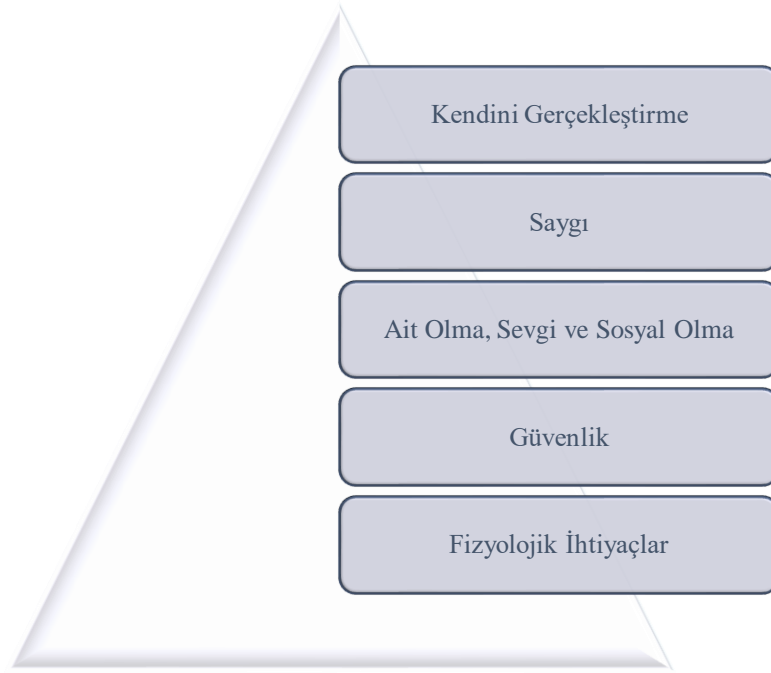 Kendini Gerçekleştirme
Saygı
Ait Olma, Sevgi ve Sosyal Olma
Güvenlik
Fizyolojik İhtiyaçlar